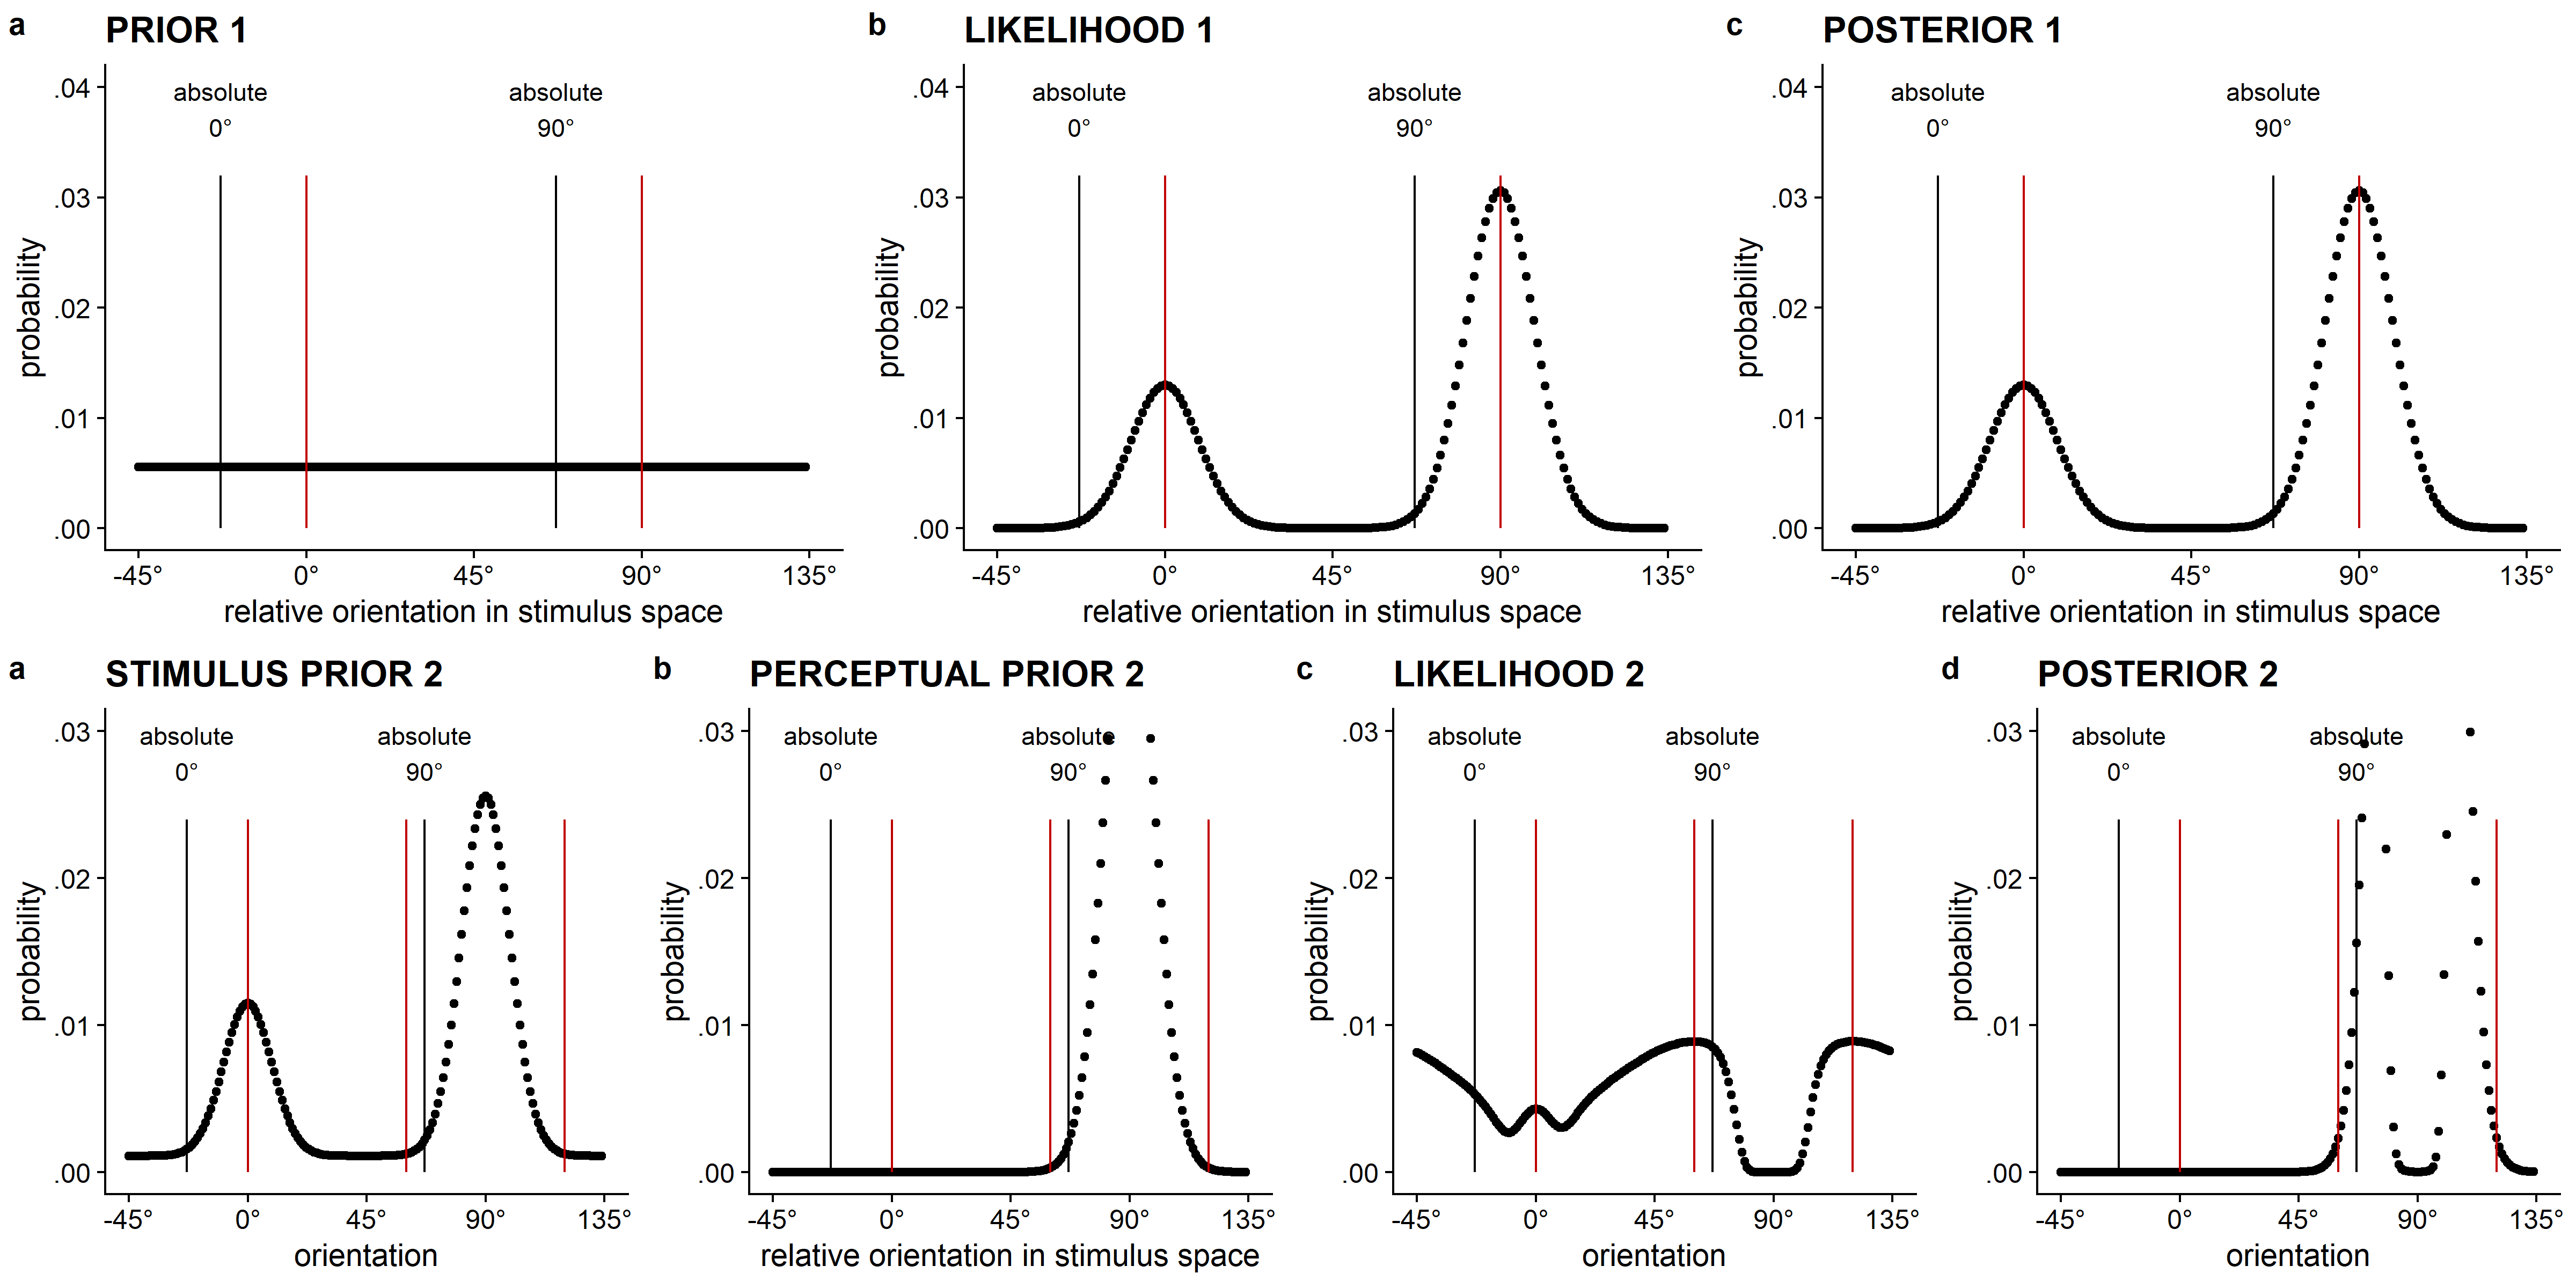 a PRIOR 1
.04
.03
.02
.01
.00
absolute
0°
absolute
90°
probability
-45° 0° 45° 90° 135°
relative orientation in stimulus space
b LIKELIHOOD 1
.04
.03
.02
.01
.00
absolute
0°
absolute
90°
probability
-45° 0° 45° 90° 135°
relative orientation in stimulus space
c POSTERIOR 1
.04
.03
.02
.01
.00
absolute
0°
absolute
90°
probability
-45° 0° 45° 90° 135°
relative orientation in stimulus space
a STIMULUS PRIOR 2
.03
.02
.01
.00
absolute
0°
absolute
90°
probability
-45° 0° 45° 90° 135°
orientation
b PERCEPTUAL PRIOR 2
.03
.02
.01
.00
absolute
0°
absolute
90°
probability
-45° 0° 45° 90° 135°
relative orientation in stimulus space
c LIKELIHOOD 2
.03
.02
.01
.00
absolute
0°
absolute
90°
probability
-45° 0° 45° 90° 135°
orientation
d POSTERIOR 2
.03
.02
.01
.00
absolute
0°
absolute
90°
probability
-45° 0° 45° 90° 135°
orientation